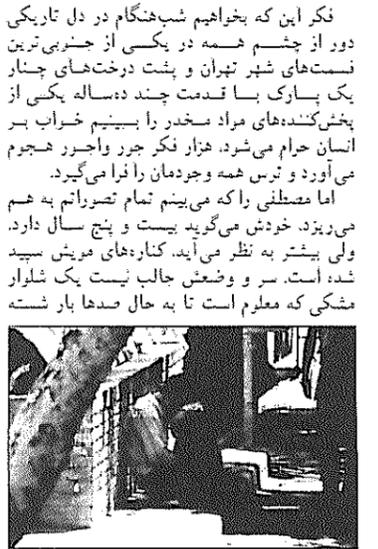 فکر این که بخواهیم شب‌هنگام در دل تاریکی
دور از چشم همه در یکی از جنوبی‌ترین
قسمت‌های شهر تهران و پشت درخت‌های چنار
یک پارک با قدمت چند ده‌ساله یکی از
پخش‌کننده‌های مواد مخدر را ببینیم خراب بر
انسان حرام می‌شود. هزار فکر جور واجور هجوم
می‌آورد و ترس همه وجودمان را فرا می‌گیرد.
اما مصطفی را که می‌بینم تمام تصوراتم به هم
می‌ریزد. خودش می‌گوید بیست و پنج سال دارد.
ولی بیشتر به نظر می‌آید. کناره‌های مویش سپید
شده است. سر و وضعش جالب نیست یک شلوار
مشکی که معلوم است تا به حال صدها بار شسته